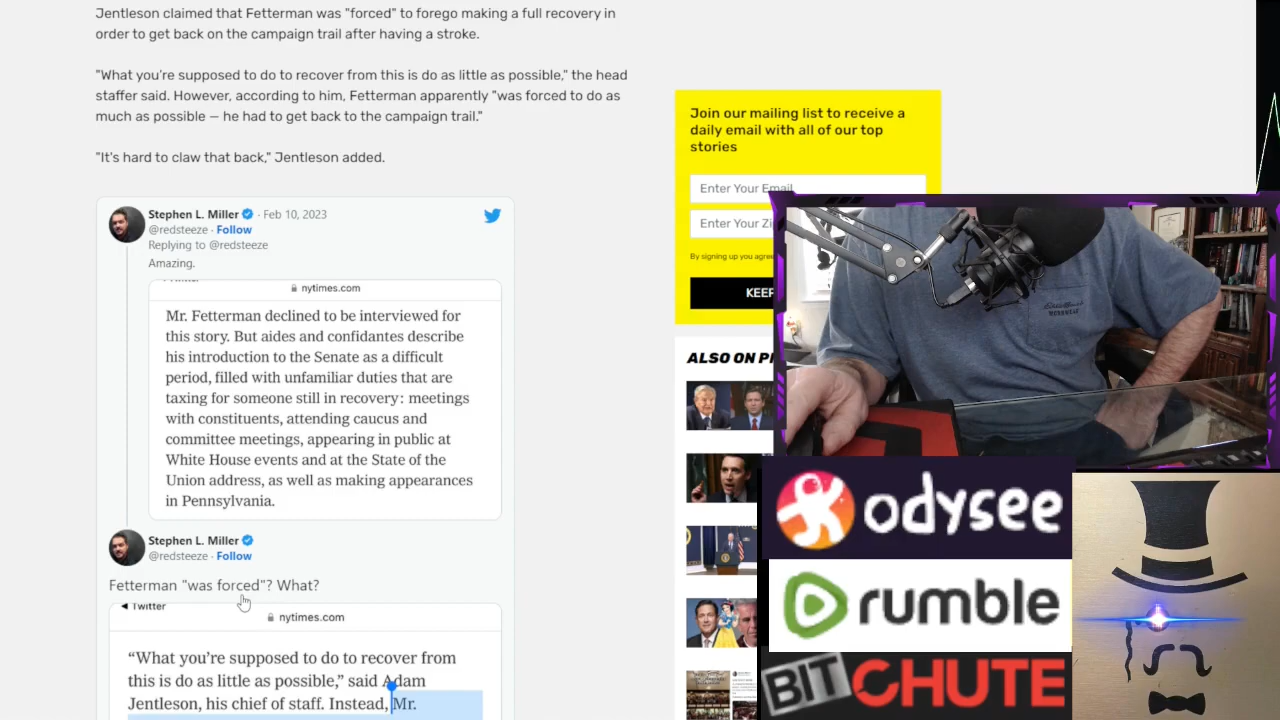 Jentleson claimed that Fetterman was "forced" to forego making a full recovery in
order to get back on the campaign trail after having a stroke.
"What you're supposed to do to recover from this is do as little as possible," the head
staffer said. However, according to him, Fetterman apparently "was forced to do as
much as possible — he had to get back to the campaign trail."
"It's hard to claw that back," Jentleson added.
Stephen L. Miller · Feb 10, 2023
@redsteeze · Follow
Replying to @redsteeze
Amazing.
nytimes.com
Mr. Fetterman declined to be interviewed for
this story. But aides and confidantes describe
his introduction to the Senate as a difficult
period, filled with unfamiliar duties that are
taxing for someone still in recovery: meetings
with constituents, attending caucus and
committee meetings, appearing in public at
White House events and at the State of the
Union address, as well as making appearances
in Pennsylvania.
Stephen L. Miller
@redsteeze · Follow
Fetterman "was forced"? What?
Twitter
nytimes.com
“What you’re supposed to do to recover from
this is do as little as possible,” said Adam
Jentleson, his chief of staff. Instead, Mr.
Join our mailing list to receive a
daily email with all of our top
stories
Enter Your Email
Enter Your
By signing up you agree
KEEP
ALSO ON
odysee
rumble
BITCHUTE